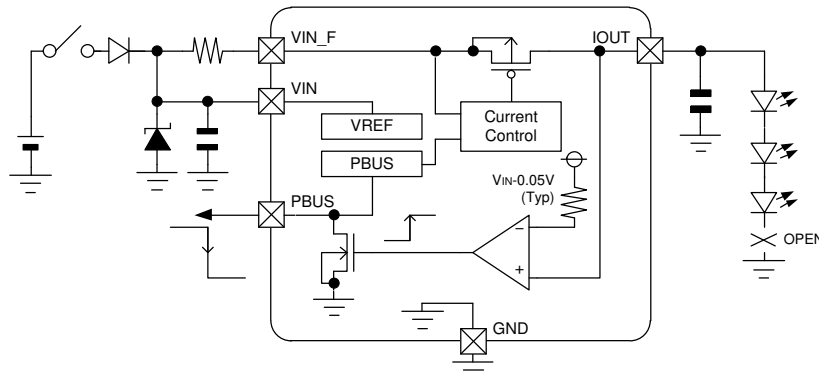 VIN_F
IOUT
VIN
VREF
Current
Control
PBUS
VIN-0.05V
(Typ)
PBUS
−
+
OPEN
GND